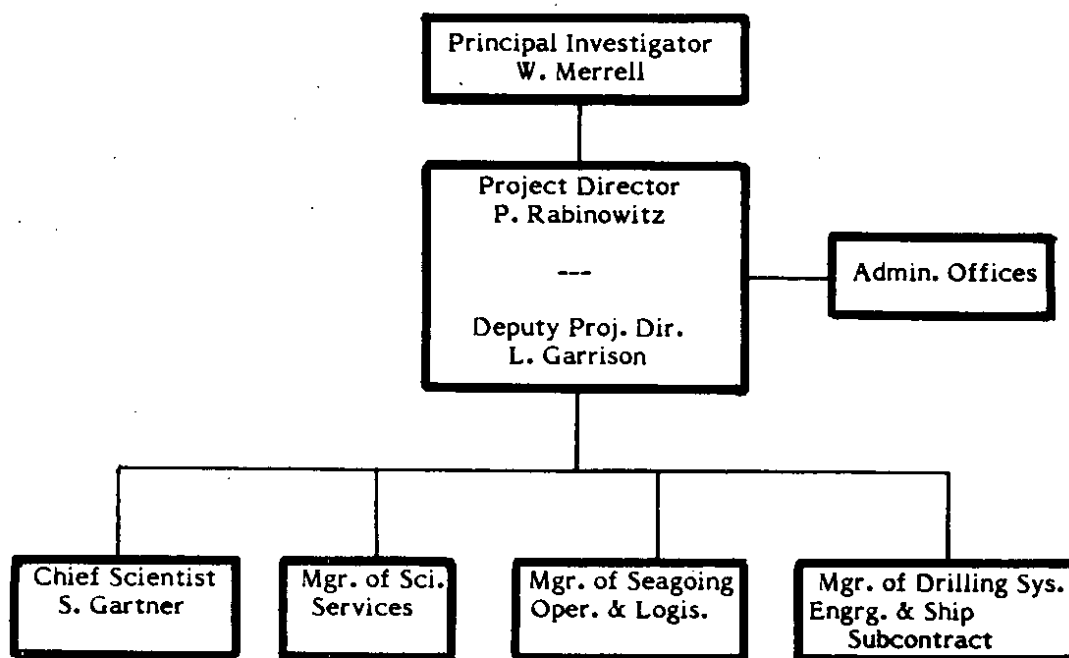 Principal Investigator
W. Merrell
Project Director
P. Rabinowitz
---
Deputy Proj. Dir.
L. Garrison
Admin. Offices
Chief Scientist
S. Gartner
Mgr. of Sci.
Services
Mgr. of Seagoing
Oper. & Logis.
Mgr. of Drilling Sys.
Engrg. & Ship
Subcontract